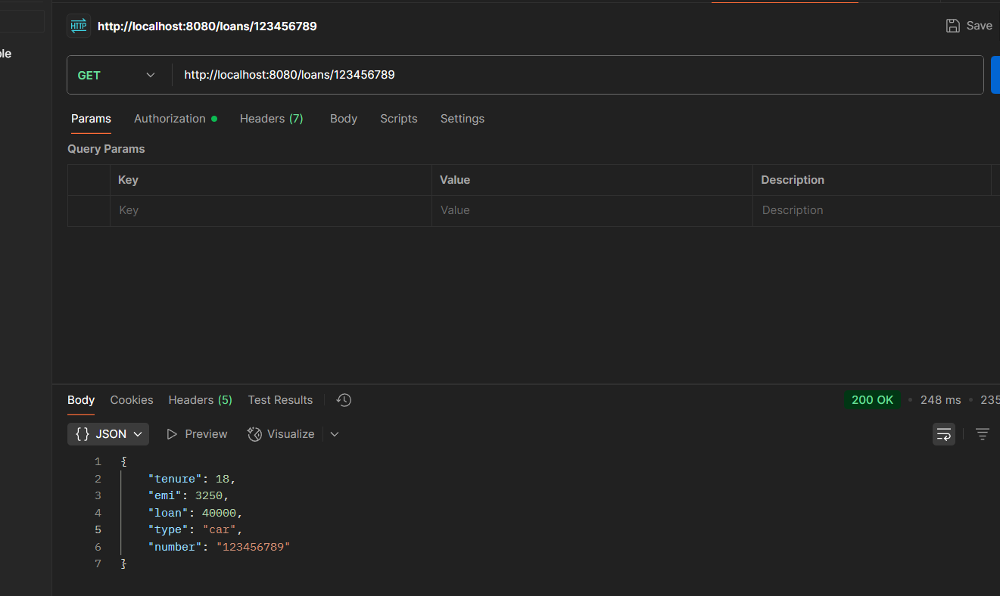 HTTP http://localhost:8080/loans/123456789 Save
GET http://localhost:8080/loans/123456789
Params Authorization Headers (7) Body Scripts Settings
Query Params
Key Value Description
Key Value Description
Body Cookies Headers (5) Test Results 200 OK • 248 ms • 235
{} JSON Preview Visualize
1 {
2 "tenure": 18,
3 "emi": 3250,
4 "loan": 40000,
5 "type": "car",
6 "number": "123456789"
7 }